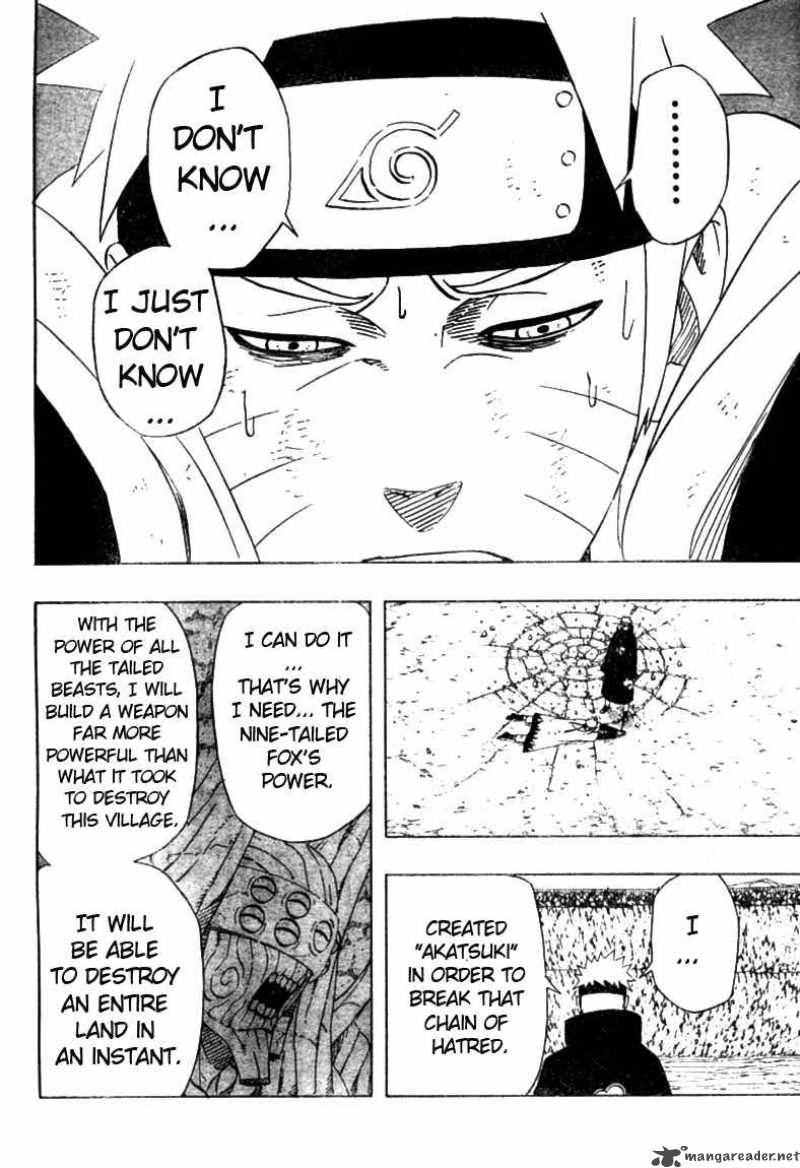 .........
I
DON'T
KNOW
...
I JUST
DON'T
KNOW
...
I
...
CREATED
"AKATSUKI"
IN ORDER TO
BREAK THAT
CHAIN OF
HATRED.
I CAN DO IT
...
THAT'S WHY
I NEED... THE
NINE-TAILED
FOX'S
POWER.
WITH THE
POWER OF ALL
THE TAILED
BEASTS, I WILL
BUILD A WEAPON
FAR MORE
POWERFUL THAN
WHAT IT TOOK
TO DESTROY
THIS VILLAGE.
IT WILL
BE ABLE
TO DESTROY
AN ENTIRE
LAND IN
AN INSTANT.
mangareader.net